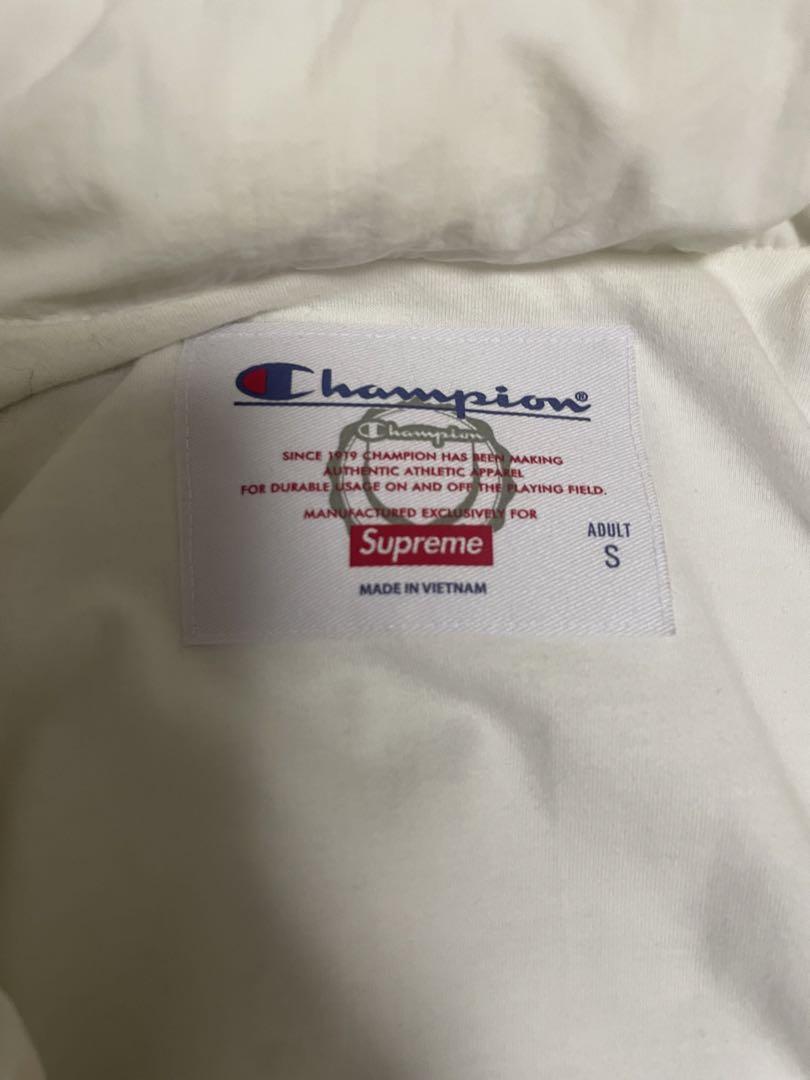 Champion®
Champion
SINCE 1919 CHAMPION HAS BEEN MAKING
AUTHENTIC ATHLETIC APPAREL
FOR DURABLE USAGE ON AND OFF THE PLAYING FIELD.
MANUFACTURED EXCLUSIVELY FOR
Supreme
ADULT
S
MADE IN VIETNAM